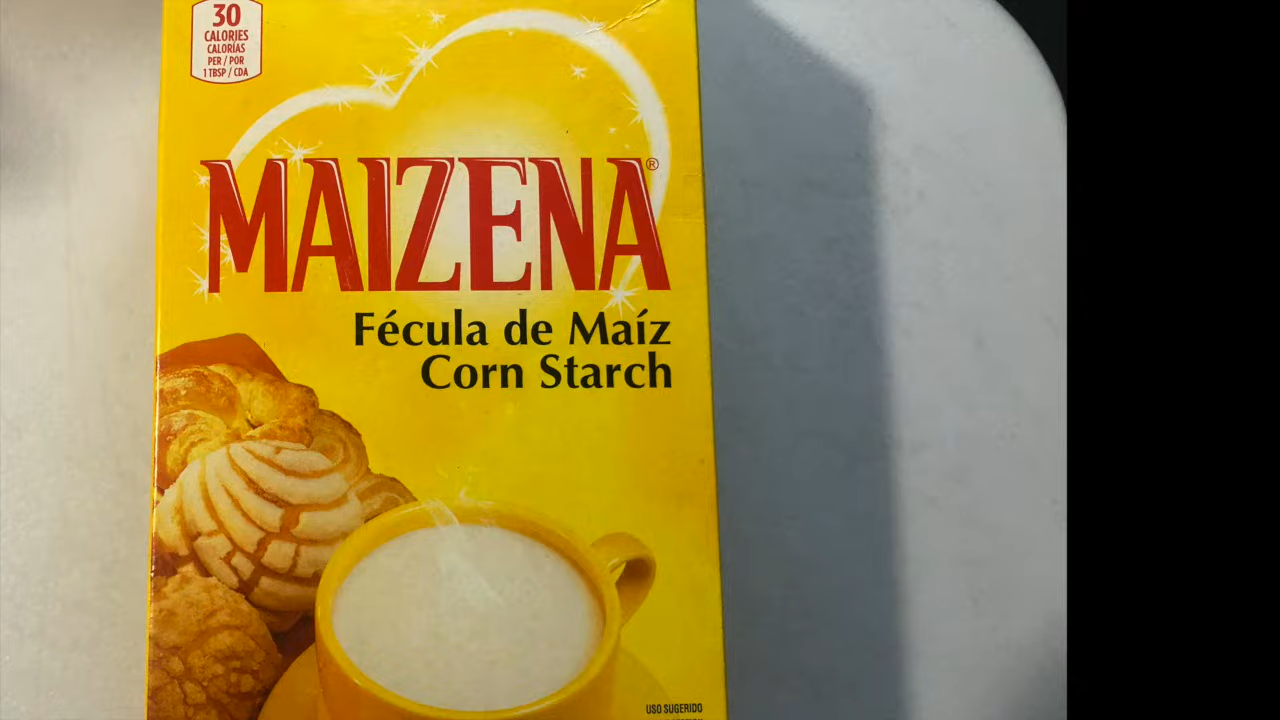 30
CALORIES
CALORÍAS
PER / POR
1 TBSP / CDA
MAIZENA®
Fécula de Maíz
Corn Starch
USO SUGERIDO